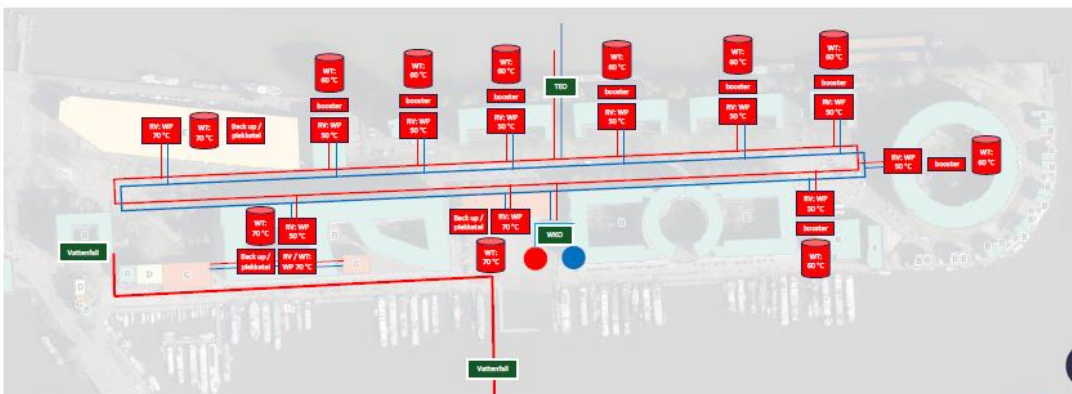 WT:
60 °C
booster
RV: WP
50 °C
WT:
60 °C
booster
RV: WP
50 °C
WT:
60 °C
booster
RV: WP
50 °C
TEO
WT:
60 °C
booster
RV: WP
50 °C
WT:
60 °C
booster
RV: WP
50 °C
WT:
60 °C
booster
RV: WP
50 °C
RV: WP
70 °C
WT:
70 °C
Back up /
piekketel
RV: WP
50 °C
booster
WT:
60 °C
WT:
70 °C
RV: WP
50 °C
Back up /
piekketel
RV / WT:
WP 70 °C
Back up /
piekketel
RV: WP
70 °C
WT:
70 °C
WKO
RV: WP
50 °C
booster
WT:
60 °C
Vattenfall
Vattenfall
B
D
C